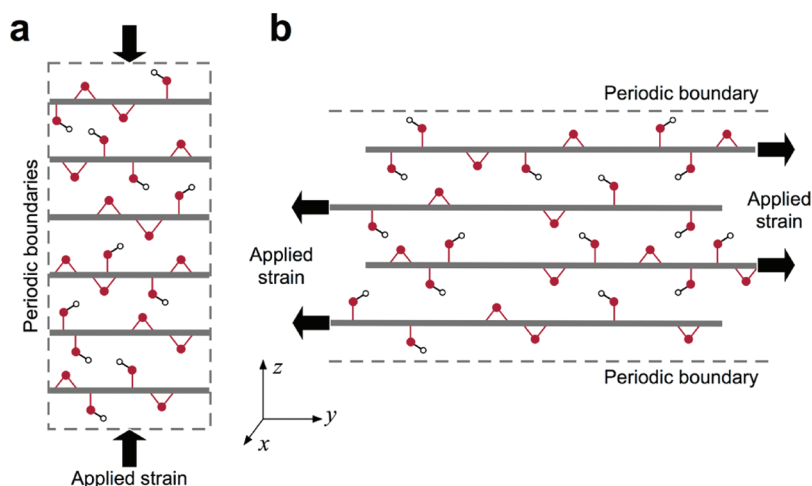 a
Periodic boundaries
Applied strain
b
Periodic boundary
Applied
strain
Applied
strain
Periodic boundary
z
y
x